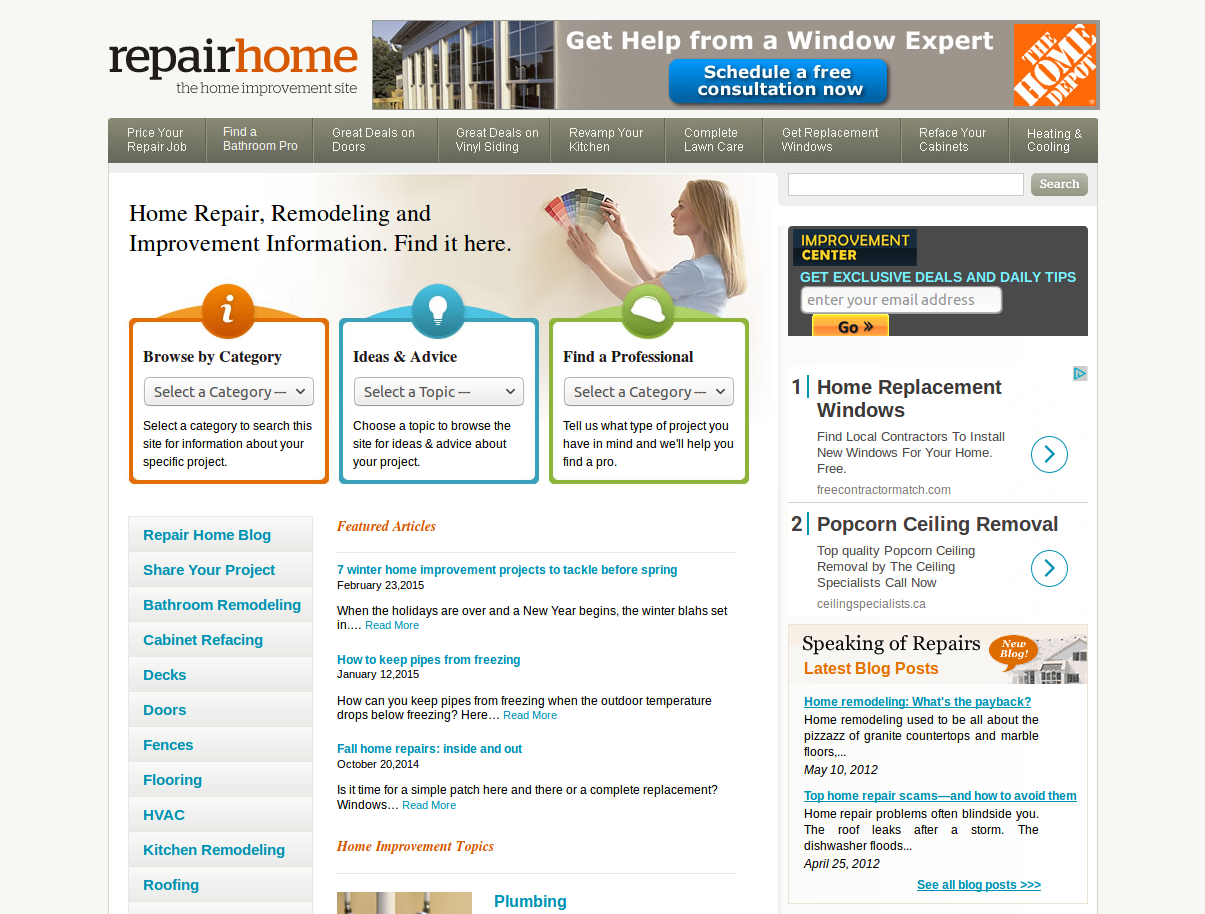 repairhome
the home improvement site
Get Help from a Window Expert
Schedule a free
consultation now
THE
HOME
DEPOT
Price Your
Repair Job
Find a
Bathroom Pro
Great Deals on
Doors
Great Deals on
Vinyl Siding
Revamp Your
Kitchen
Complete
Lawn Care
Get Replacement
Windows
Reface Your
Cabinets
Heating &
Cooling
Search
Home Repair, Remodeling and
Improvement Information. Find it here.
i
Browse by Category
Select a Category ---
Select a category to search this
site for information about your
specific project.
Ideas & Advice
Select a Topic ---
Choose a topic to browse the
site for ideas & advice about
your project.
Find a Professional
Select a Category ---
Tell us what type of project you
have in mind and we'll help you
find a pro.
Repair Home Blog
Share Your Project
Bathroom Remodeling
Cabinet Refacing
Decks
Doors
Fences
Flooring
HVAC
Kitchen Remodeling
Roofing
Featured Articles
7 winter home improvement projects to tackle before spring
February 23,2015
When the holidays are over and a New Year begins, the winter blahs set
in…. Read More
How to keep pipes from freezing
January 12,2015
How can you keep pipes from freezing when the outdoor temperature
drops below freezing? Here… Read More
Fall home repairs: inside and out
October 20,2014
Is it time for a simple patch here and there or a complete replacement?
Windows… Read More
Home Improvement Topics
Plumbing
IMPROVEMENT
CENTER
GET EXCLUSIVE DEALS AND DAILY TIPS
enter your email address
Go »
1 Home Replacement
Windows
Find Local Contractors To Install
New Windows For Your Home.
Free.
freecontractormatch.com
2 Popcorn Ceiling Removal
Top quality Popcorn Ceiling
Removal by The Ceiling
Specialists Call Now
ceilingspecialists.ca
Speaking of Repairs
New
Blog!
Latest Blog Posts
Home remodeling: What's the payback?
Home remodeling used to be all about the
pizzazz of granite countertops and marble
floors,...
May 10, 2012
Top home repair scams—and how to avoid them
Home repair problems often blindside you.
The roof leaks after a storm. The
dishwasher floods...
April 25, 2012
See all blog posts >>>